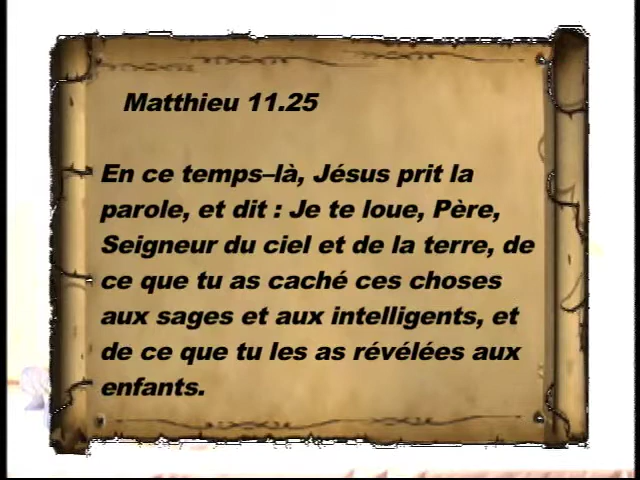 Matthieu 11.25
En ce temps–là, Jésus prit la
parole, et dit : Je te loue, Père,
Seigneur du ciel et de la terre, de
ce que tu as caché ces choses
aux sages et aux intelligents, et
de ce que tu les as révélées aux
enfants.